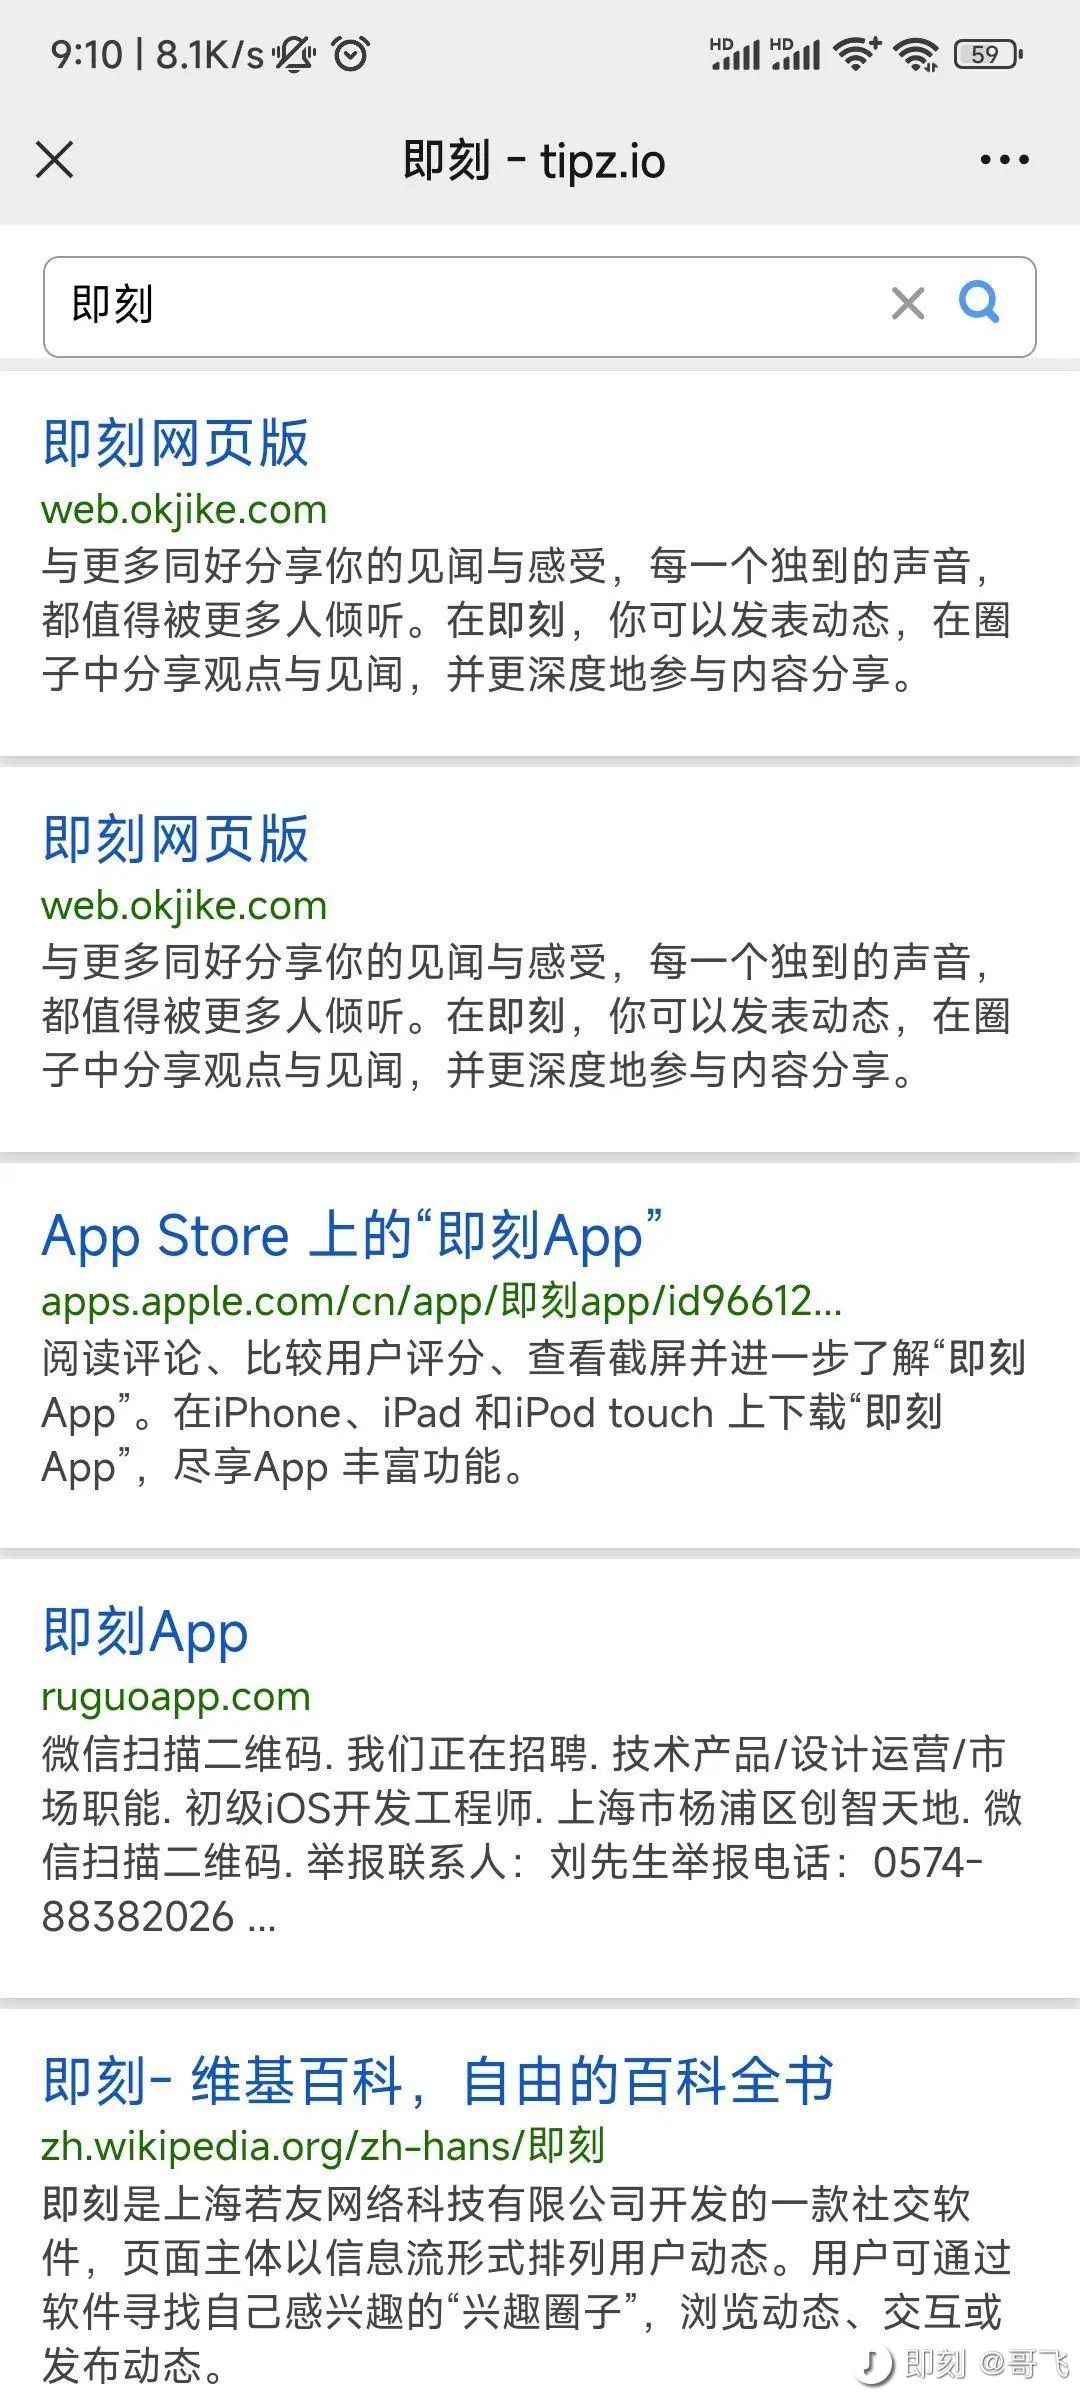 9:10 | 8.1K/s
HD HD 59
即刻 - tipz.io
即刻
即刻网页版
web.okjike.com
与更多同好分享你的见闻与感受，每一个独到的声音，
都值得被更多人倾听。在即刻，你可以发表动态，在圈
子中分享观点与见闻，并更深度地参与内容分享。
即刻网页版
web.okjike.com
与更多同好分享你的见闻与感受，每一个独到的声音，
都值得被更多人倾听。在即刻，你可以发表动态，在圈
子中分享观点与见闻，并更深度地参与内容分享。
App Store 上的“即刻App”
apps.apple.com/cn/app/即刻app/id96612...
阅读评论、比较用户评分、查看截屏并进一步了解“即刻
App”。在iPhone、iPad 和iPod touch 上下载“即刻
App”，尽享App 丰富功能。
即刻App
ruguoapp.com
微信扫描二维码. 我们正在招聘. 技术产品/设计运营/市
场职能. 初级iOS开发工程师. 上海市杨浦区创智天地. 微
信扫描二维码. 举报联系人：刘先生举报电话：0574-
88382026 ...
即刻- 维基百科，自由的百科全书
zh.wikipedia.org/zh-hans/即刻
即刻是上海若友网络科技有限公司开发的一款社交软
件，页面主体以信息流形式排列用户动态。用户可通过
软件寻找自己感兴趣的“兴趣圈子”，浏览动态、交互或
发布动态。
即刻 @哥飞